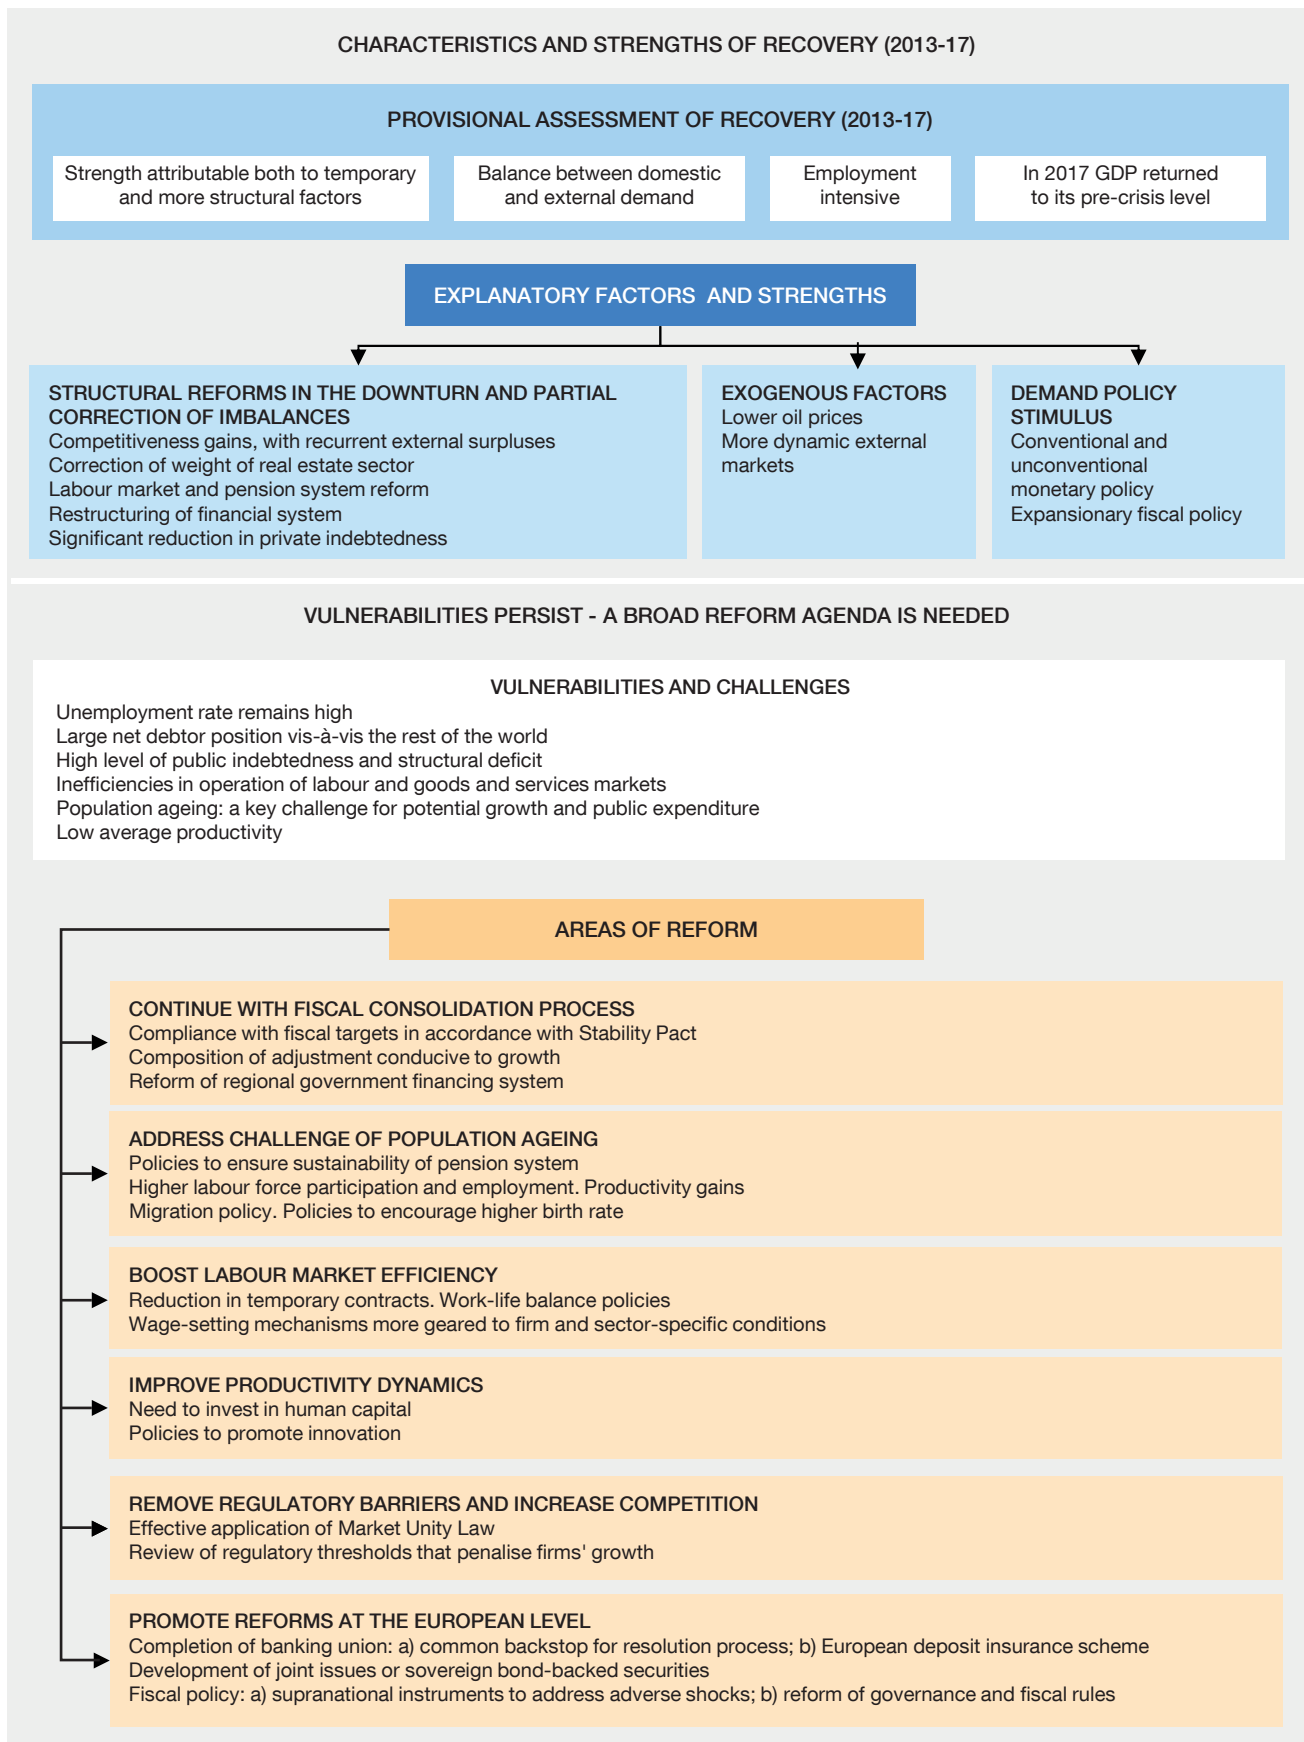 CHARACTERISTICS AND STRENGTHS OF RECOVERY (2013-17)
PROVISIONAL ASSESSMENT OF RECOVERY (2013-17)
Strength attributable both to temporary
and more structural factors
Balance between domestic
and external demand
Employment
intensive
In 2017 GDP returned
to its pre-crisis level
EXPLANATORY FACTORS AND STRENGTHS
STRUCTURAL REFORMS IN THE DOWNTURN AND PARTIAL
CORRECTION OF IMBALANCES
Competitiveness gains, with recurrent external surpluses
Correction of weight of real estate sector
Labour market and pension system reform
Restructuring of financial system
Significant reduction in private indebtedness
EXOGENOUS FACTORS
Lower oil prices
More dynamic external
markets
DEMAND POLICY
STIMULUS
Conventional and
unconventional
monetary policy
Expansionary fiscal policy
VULNERABILITIES PERSIST - A BROAD REFORM AGENDA IS NEEDED
VULNERABILITIES AND CHALLENGES
Unemployment rate remains high
Large net debtor position vis-à-vis the rest of the world
High level of public indebtedness and structural deficit
Inefficiencies in operation of labour and goods and services markets
Population ageing: a key challenge for potential growth and public expenditure
Low average productivity
AREAS OF REFORM
CONTINUE WITH FISCAL CONSOLIDATION PROCESS
Compliance with fiscal targets in accordance with Stability Pact
Composition of adjustment conducive to growth
Reform of regional government financing system
ADDRESS CHALLENGE OF POPULATION AGEING
Policies to ensure sustainability of pension system
Higher labour force participation and employment. Productivity gains
Migration policy. Policies to encourage higher birth rate
BOOST LABOUR MARKET EFFICIENCY
Reduction in temporary contracts. Work-life balance policies
Wage-setting mechanisms more geared to firm and sector-specific conditions
IMPROVE PRODUCTIVITY DYNAMICS
Need to invest in human capital
Policies to promote innovation
REMOVE REGULATORY BARRIERS AND INCREASE COMPETITION
Effective application of Market Unity Law
Review of regulatory thresholds that penalise firms' growth
PROMOTE REFORMS AT THE EUROPEAN LEVEL
Completion of banking union: a) common backstop for resolution process; b) European deposit insurance scheme
Development of joint issues or sovereign bond-backed securities
Fiscal policy: a) supranational instruments to address adverse shocks; b) reform of governance and fiscal rules